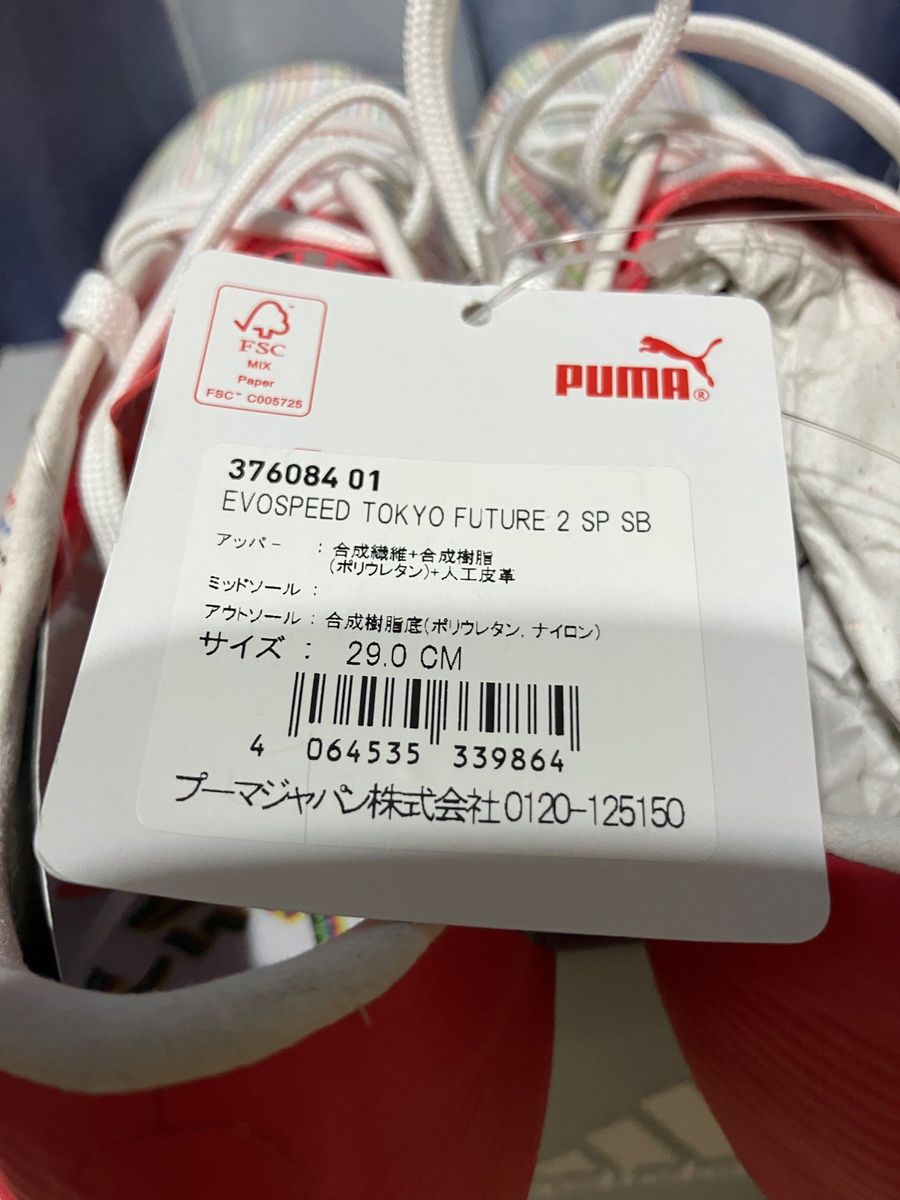 FSC
MIX
Paper
FSC™ C005725
PUMA®
376084 01
EVOSPEED TOKYO FUTURE 2 SP SB
アッパー : 合成繊維+合成樹脂
(ポリウレタン)+人工皮革
ミッドソール :
アウトソール : 合成樹脂底(ポリウレタン, ナイロン)
サイズ : 29.0 CM
4 064535 339864
プーマジャパン株式会社0120-125150